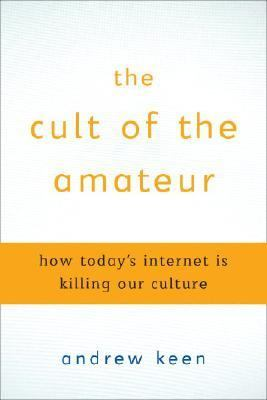 the
cult of the
amateur
how today's internet is
killing our culture
andrew keen